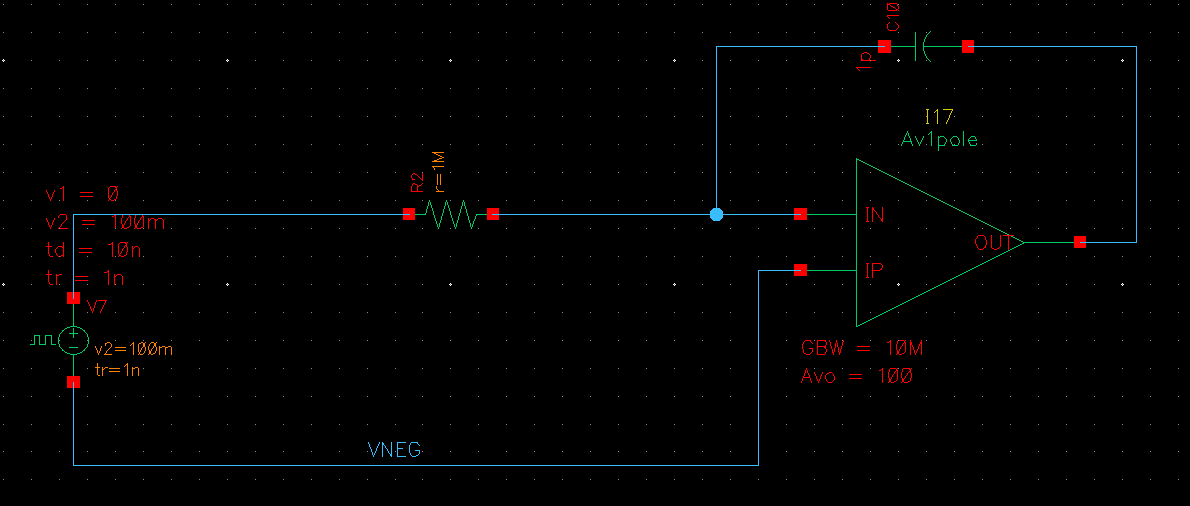 C10
1p
I17
Av1pole
R2
r=1M
v1 = 0
v2 = 100m
td = 10n
tr = 1n
IN
OUT
IP
V7
+
−
v2=100m
tr=1n
GBW = 10M
Avo = 100
VNEG